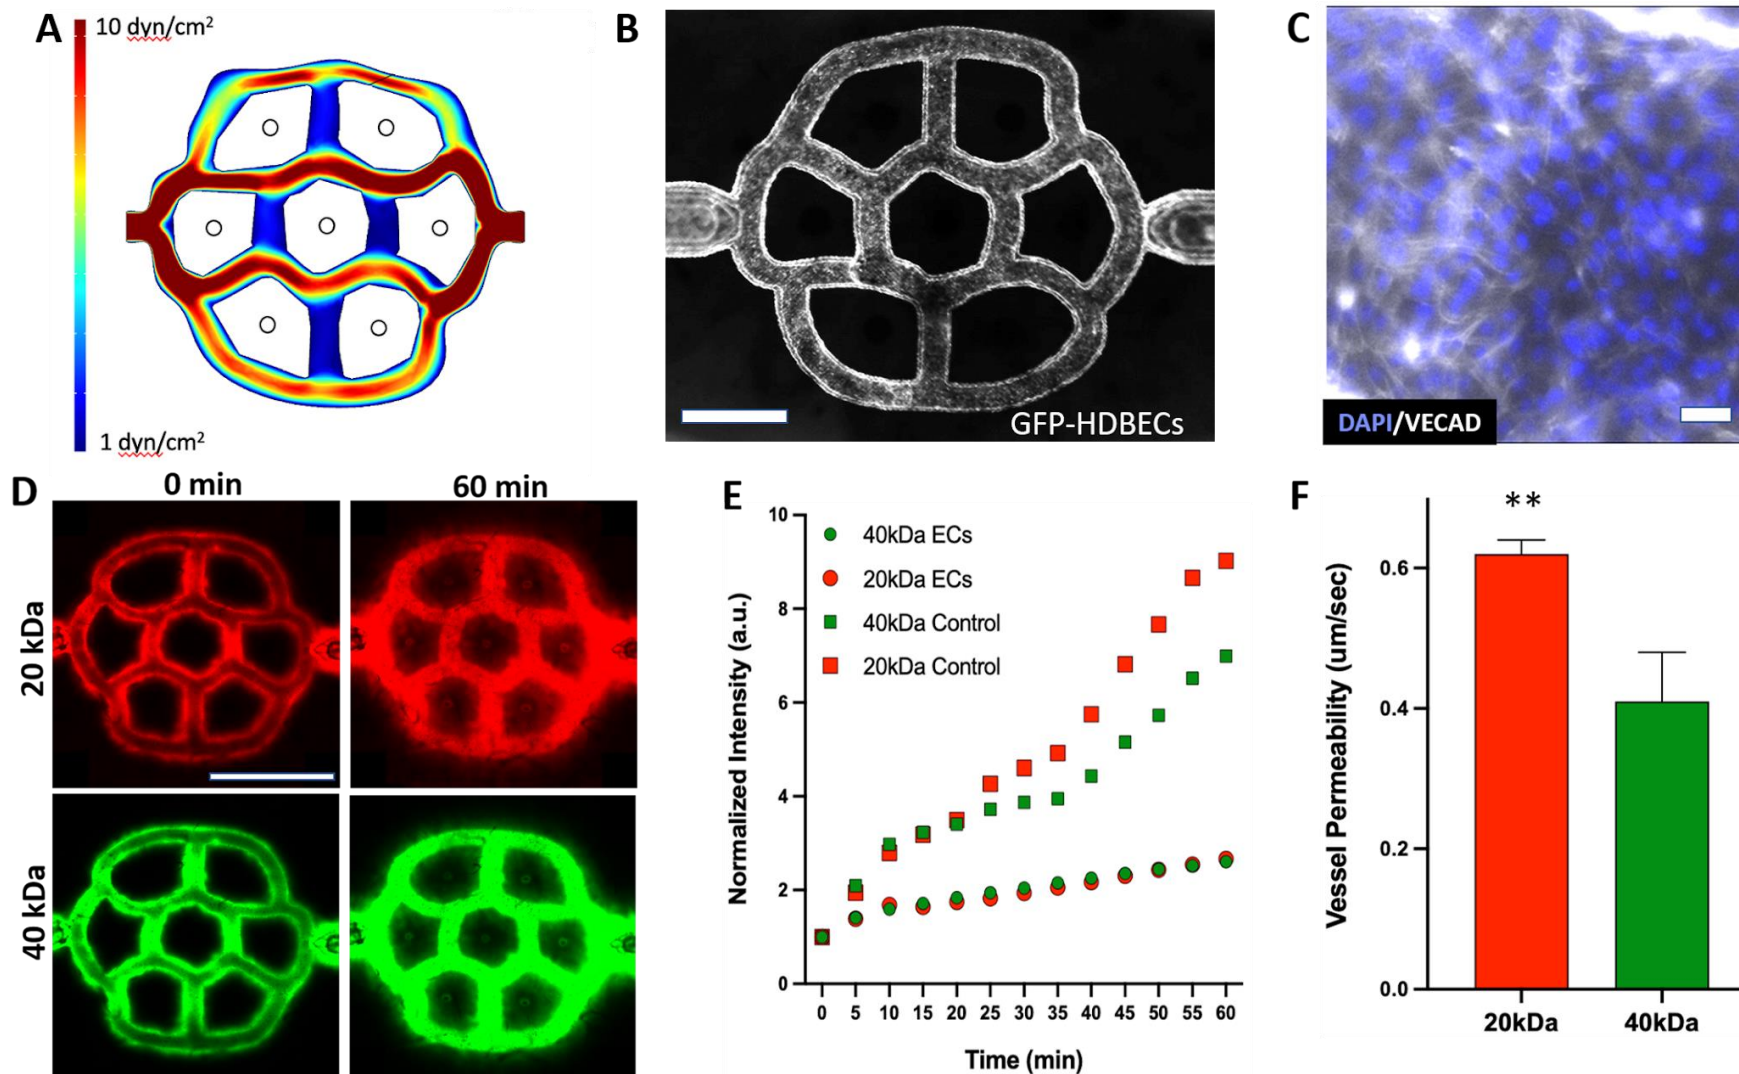 A
10 dyn/cm²
1 dyn/cm²
B
GFP-HDBECs
C
DAPI/VECAD
D
0 min
60 min
20 kDa
40 kDa
E
Normalized Intensity (a.u.)
10
8
6
4
2
0
40kDa ECs
20kDa ECs
40kDa Control
20kDa Control
0 5 10 15 20 25 30 35 40 45 50 55 60
Time (min)
F
Vessel Permeability (um/sec)
**
0.6
0.4
0.2
0.0
20kDa 40kDa